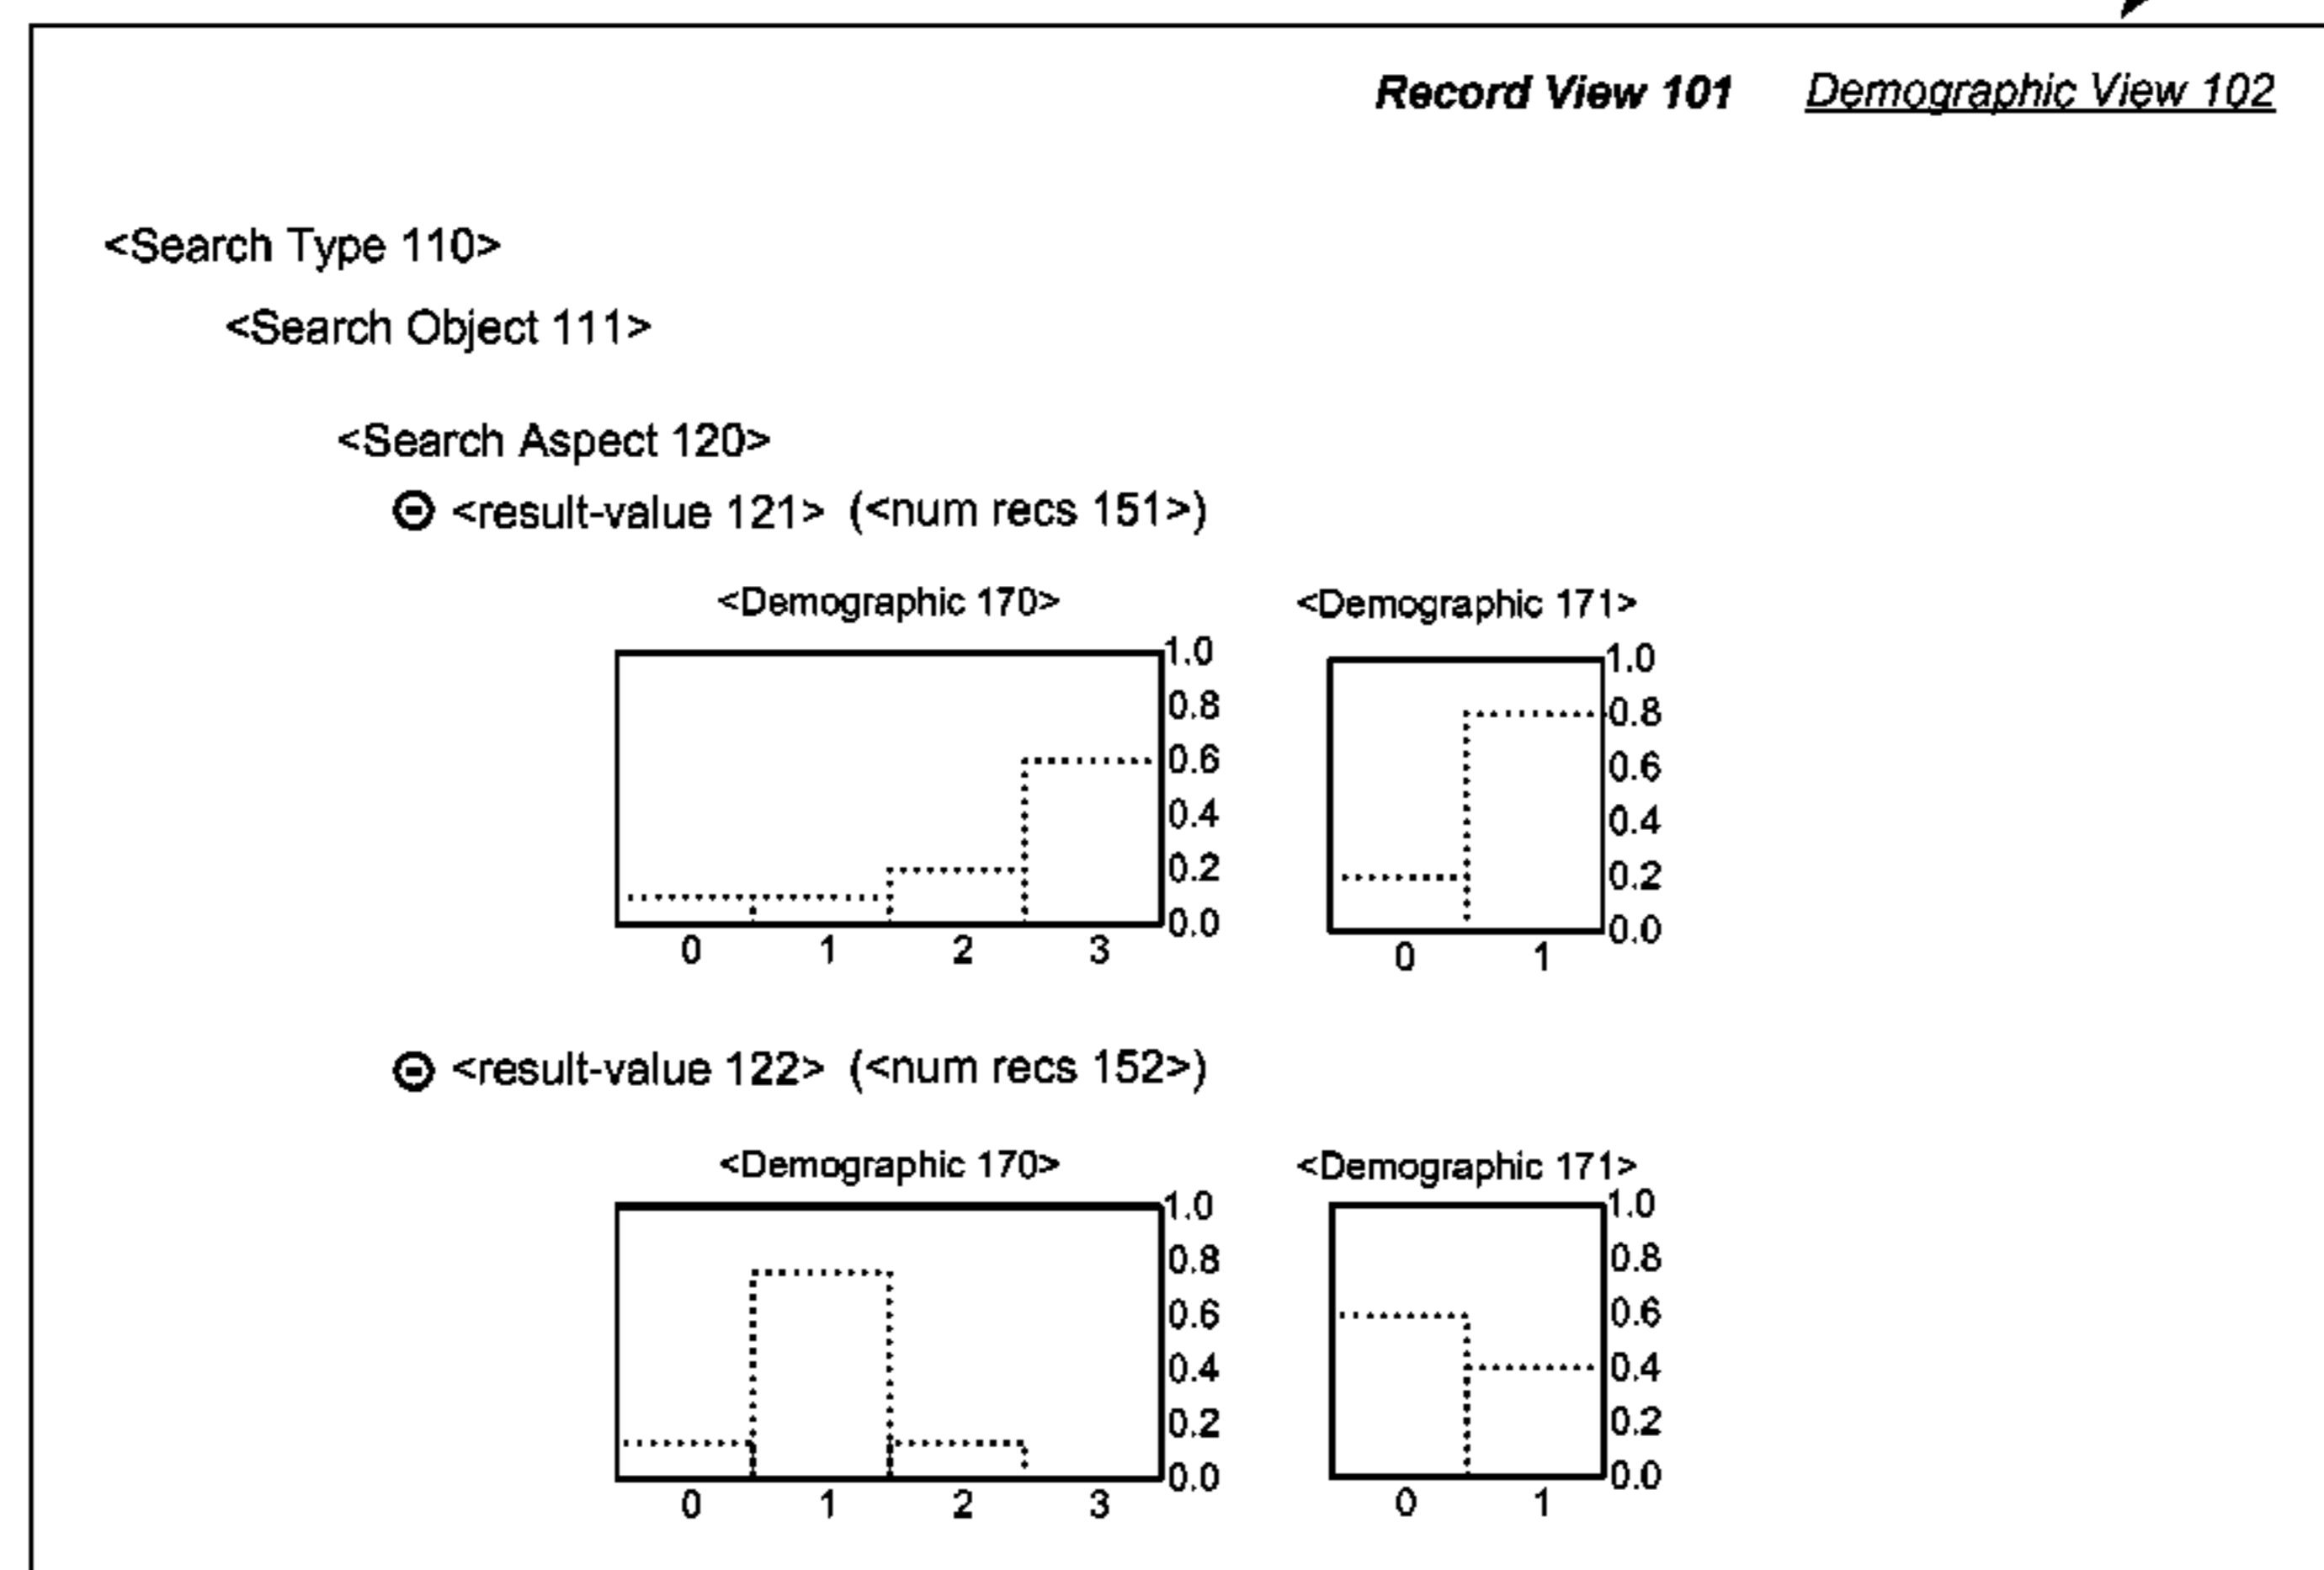 Record View 101 Demographic View 102
<Search Type 110>
<Search Object 111>
<Search Aspect 120>
<result-value 121> (<num recs 151>)
<Demographic 170> <Demographic 171>
1.0 1.0
0.8 0.8
0.6 0.6
0.4 0.4
0.2 0.2
0.0 0.0
0 1 2 3 0 1
<result-value 122> (<num recs 152>)
<Demographic 170> <Demographic 171>
1.0 1.0
0.8 0.8
0.6 0.6
0.4 0.4
0.2 0.2
0.0 0.0
0 1 2 3 0 1